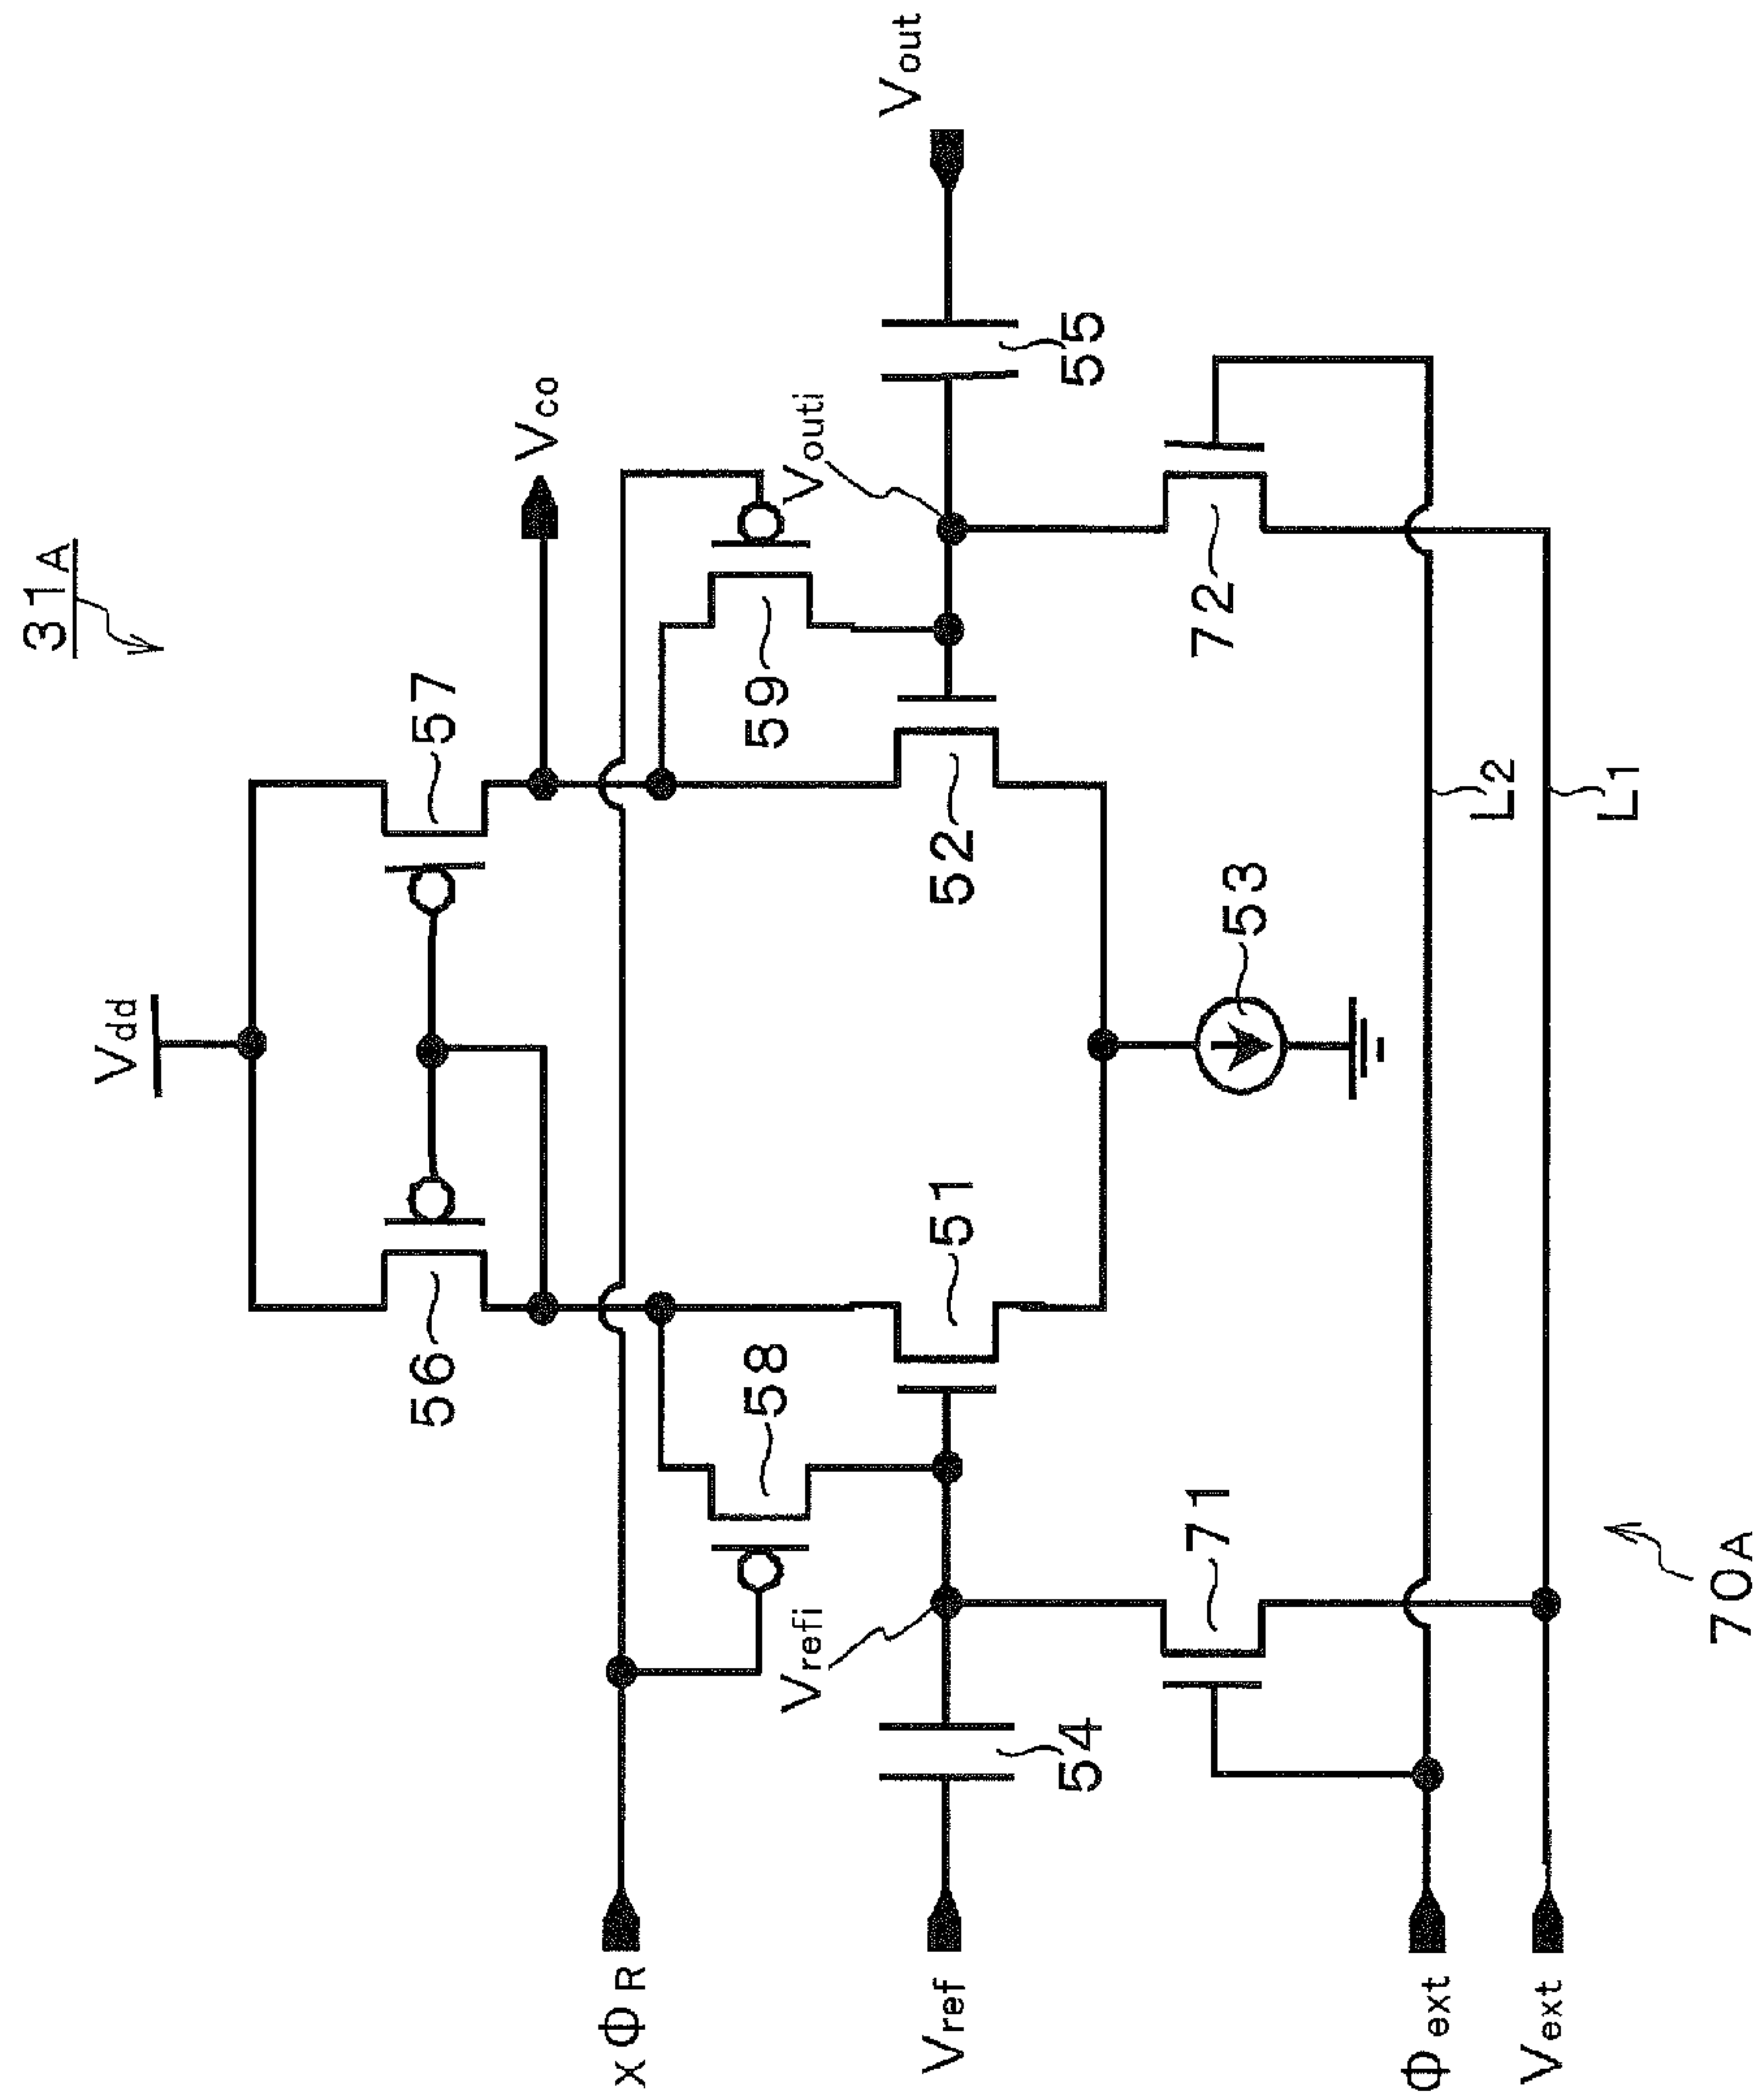 31A
Vdd
56
57
Vco
xΦR
58
59
Vrefi
Vouti
Vref
54
51
52
55
Vout
53
71
72
Φext
L2
Vext
L1
70A